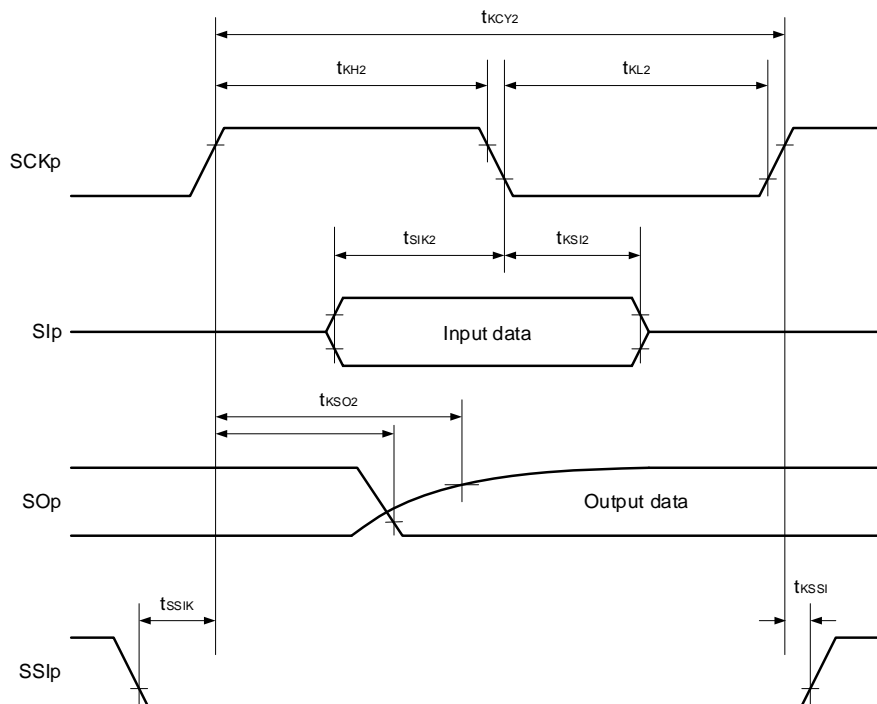 tKCY2
tKH2
tKL2
SCKp
tSIK2
tKSI2
SIp
Input data
tKSO2
SOp
Output data
tSSIK
tKSSI
SSIp